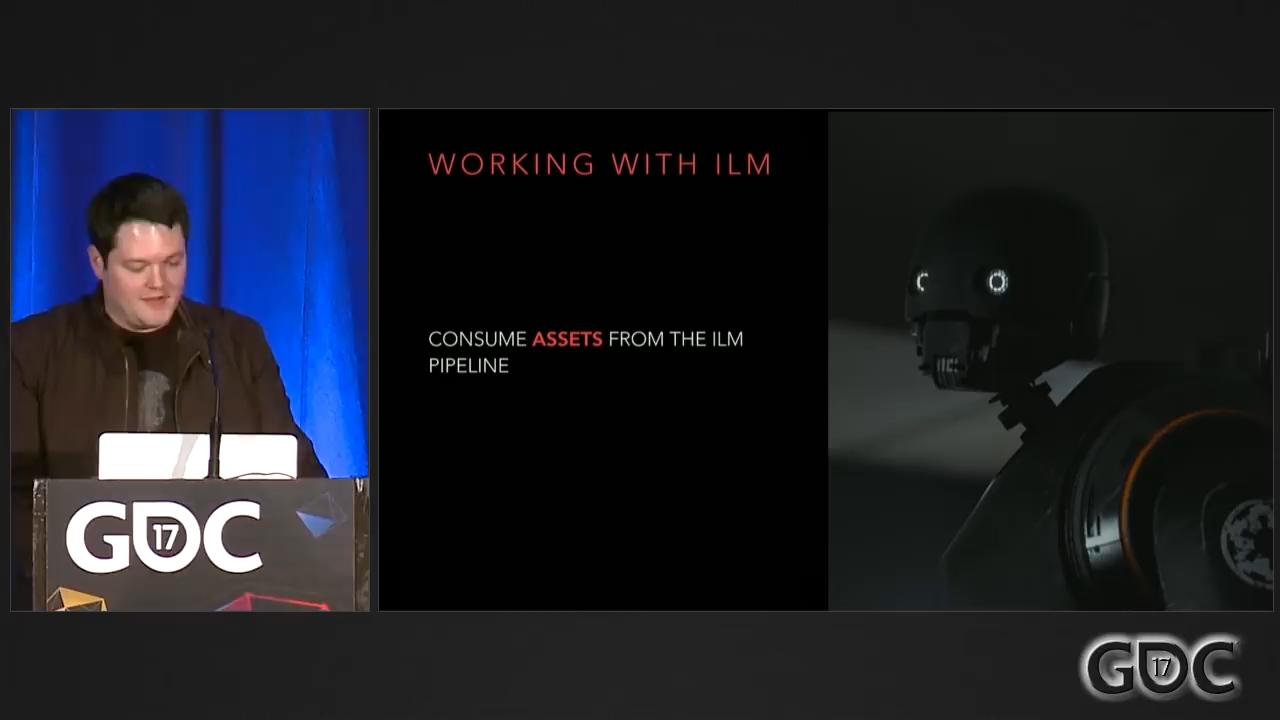 WORKING WITH ILM
CONSUME ASSETS FROM THE ILM
PIPELINE
GDC
17
GDC
17